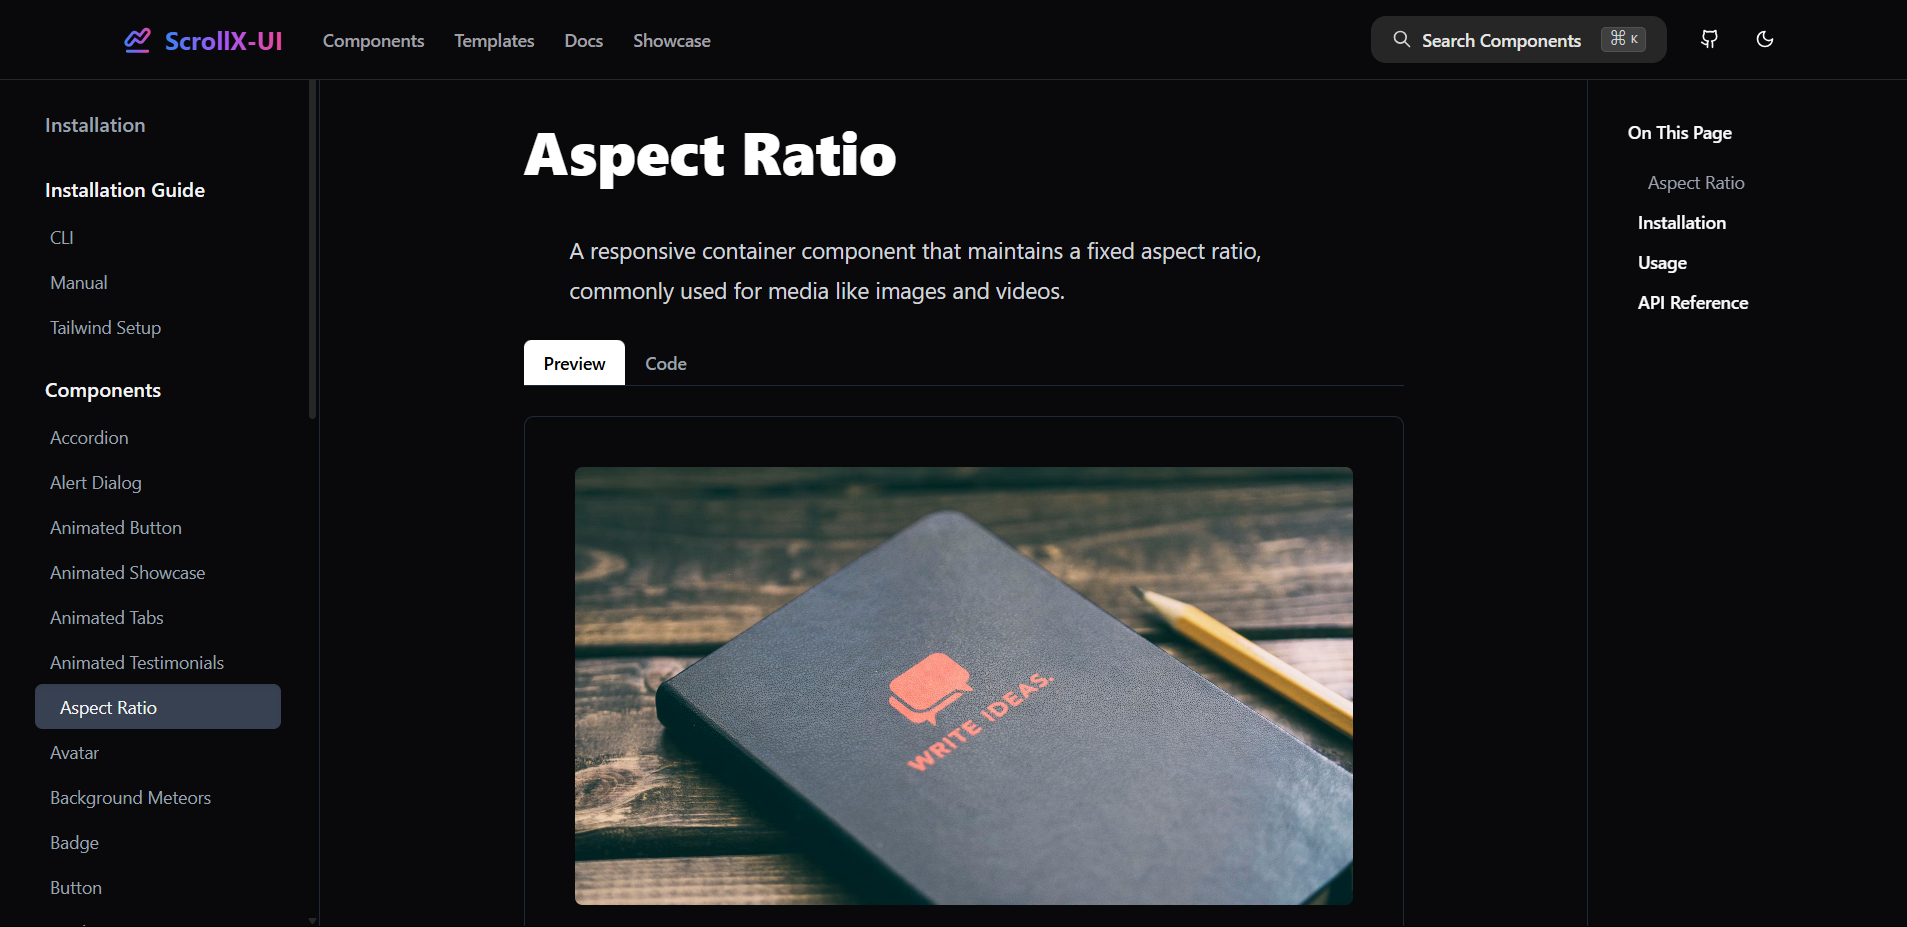 ScrollX-UI
Components
Templates
Docs
Showcase
Search Components
⌘ K
Installation
Installation Guide
CLI
Manual
Tailwind Setup
Components
Accordion
Alert Dialog
Animated Button
Animated Showcase
Animated Tabs
Animated Testimonials
Aspect Ratio
Avatar
Background Meteors
Badge
Button
Aspect Ratio
A responsive container component that maintains a fixed aspect ratio,
commonly used for media like images and videos.
Preview
Code
WRITE IDEAS.
On This Page
Aspect Ratio
Installation
Usage
API Reference